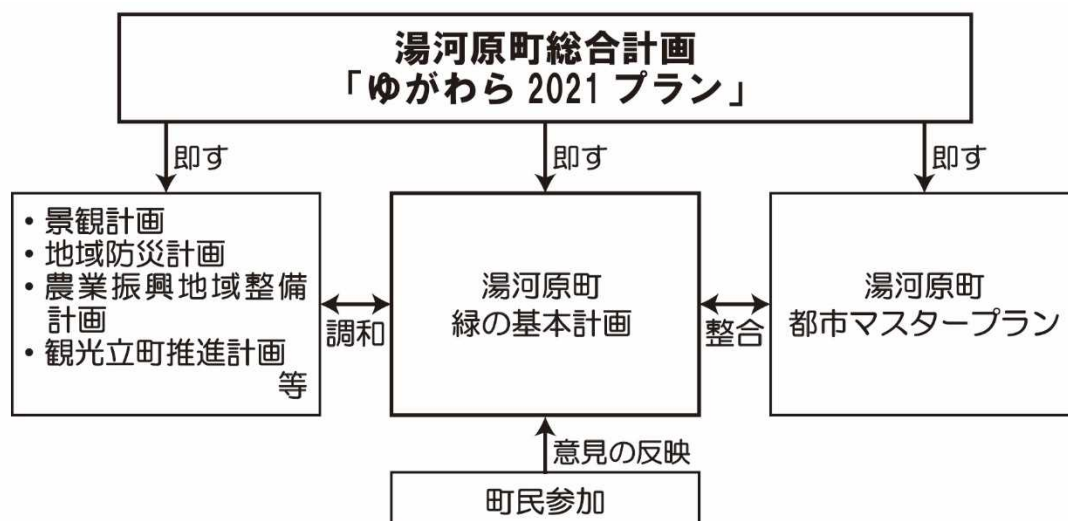 湯河原町総合計画
「ゆがわら 2021 プラン」
即す
即す
即す
・景観計画
・地域防災計画
・農業振興地域整備
計画
・観光立町推進計画
等
調和
湯河原町
緑の基本計画
整合
湯河原町
都市マスタープラン
意見の反映
町民参加